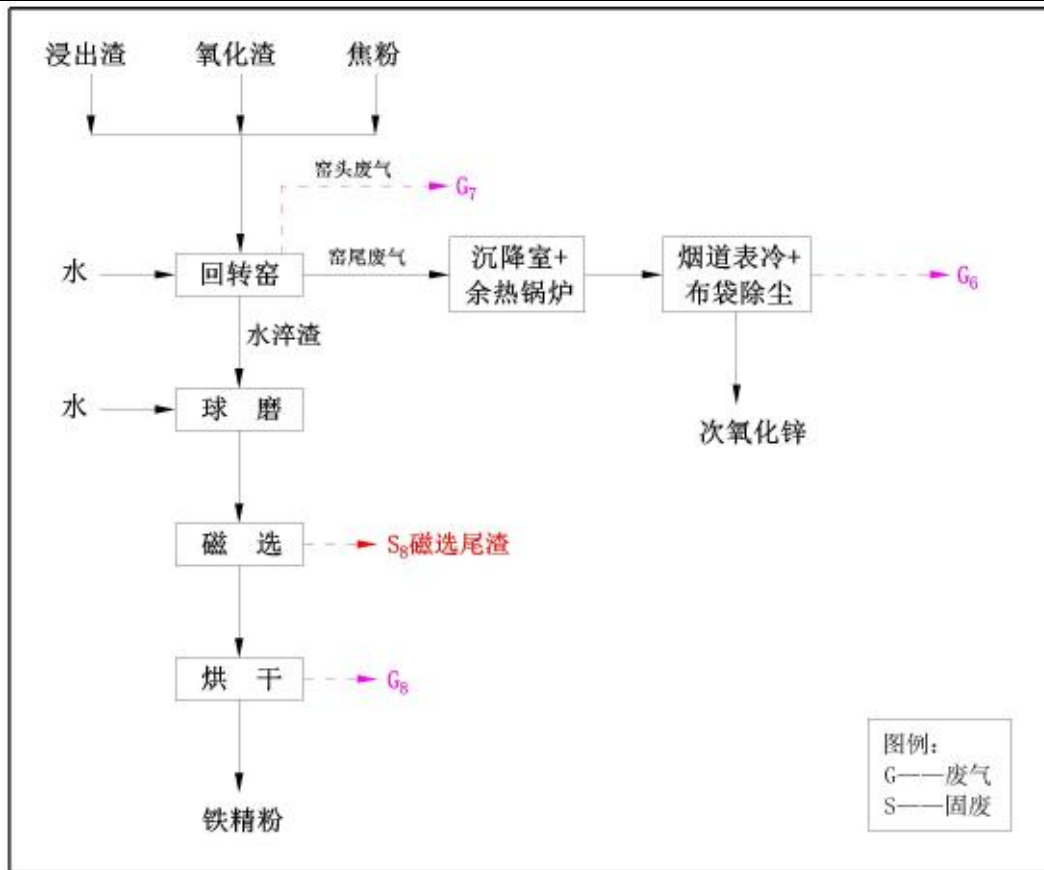 浸出渣 氧化渣 焦粉
窑头废气 G₇
水 回转窑 窑尾废气 沉降室+
余热锅炉 烟道表冷+
布袋除尘 G₆
水淬渣
水 球 磨
次氧化锌
磁 选 S₈磁选尾渣
烘 干 G₈
铁精粉
图例：
G——废气
S——固废